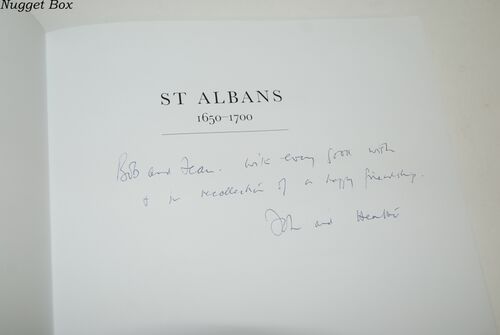 Nugget Box
ST ALBANS
1650–1700
Bob and Jean. with every good wish
& in recollection of a happy friendship.
John and Heather